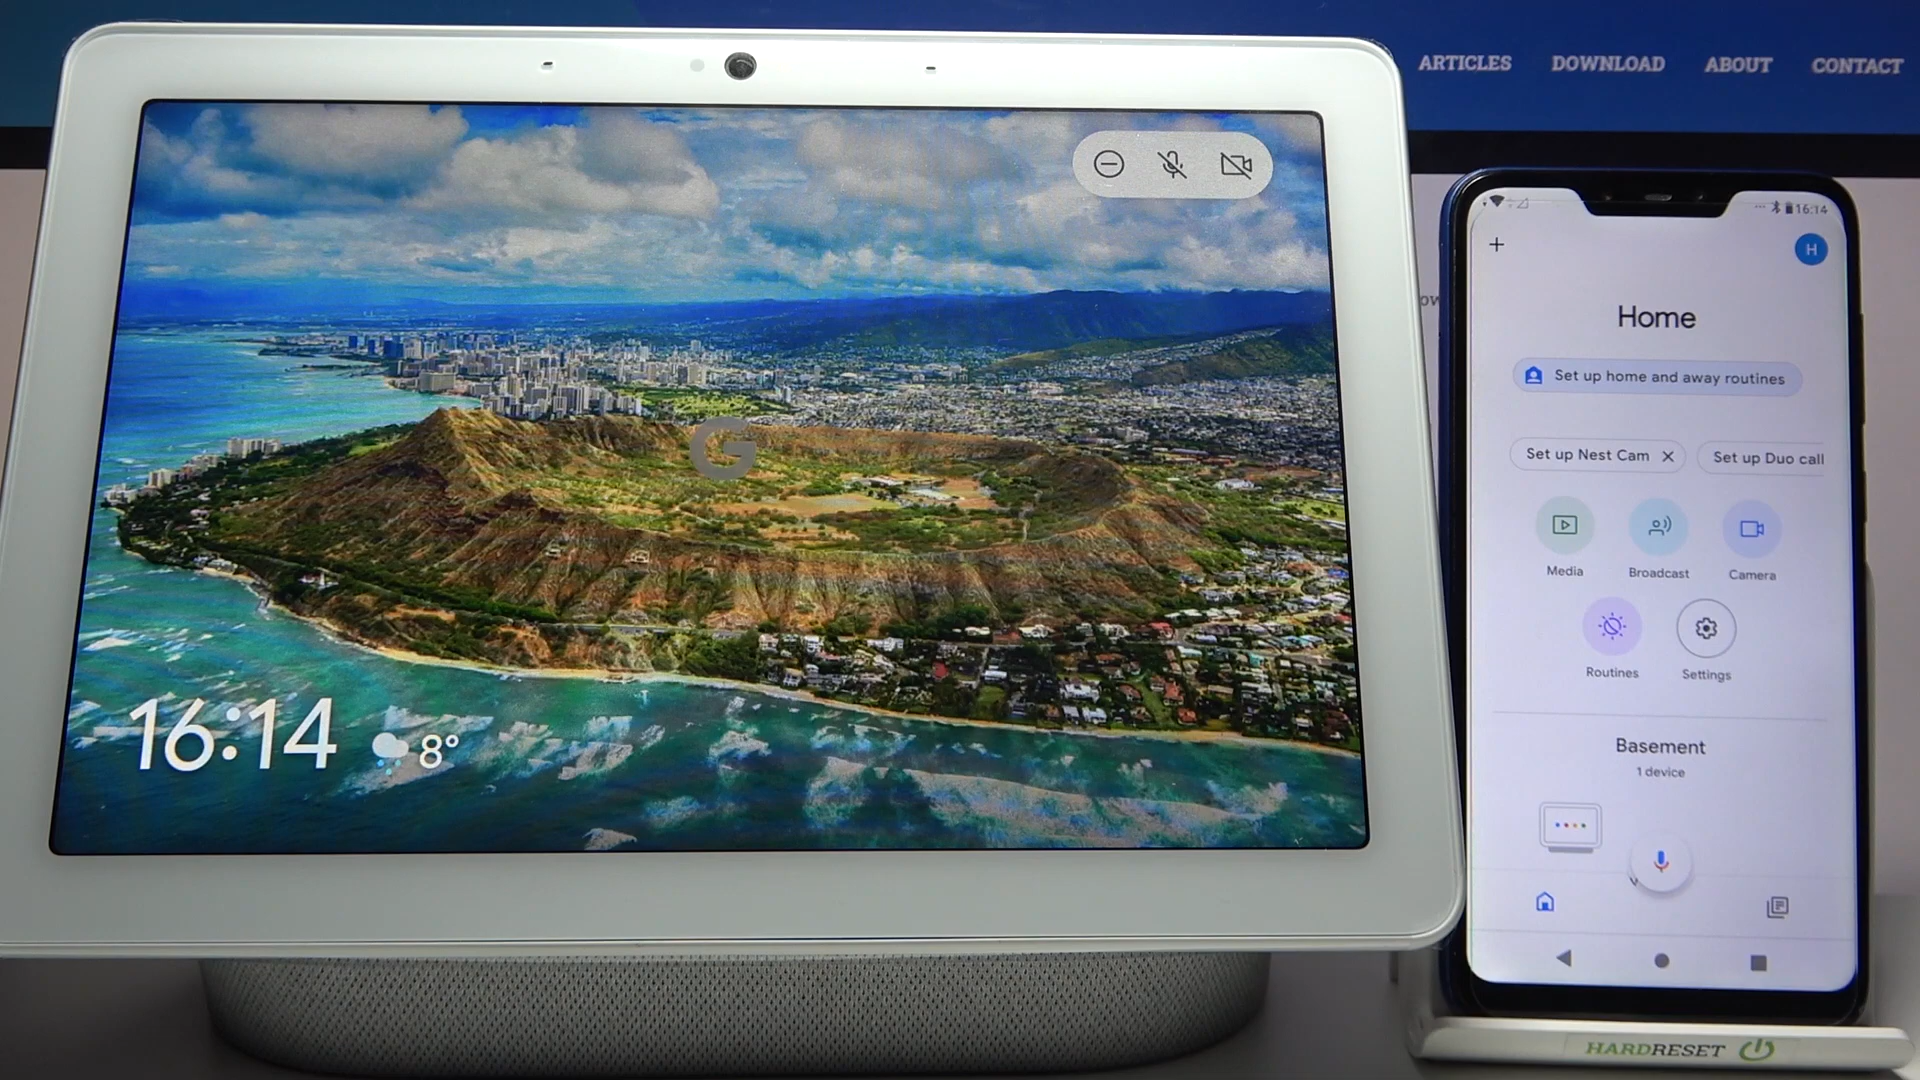 ARTICLES DOWNLOAD ABOUT CONTACT
16:14
8°
G
16:14
H
Home
Set up home and away routines
Set up Nest Cam
Set up Duo call
Media
Broadcast
Camera
Routines
Settings
Basement
1 device
HARDRESET